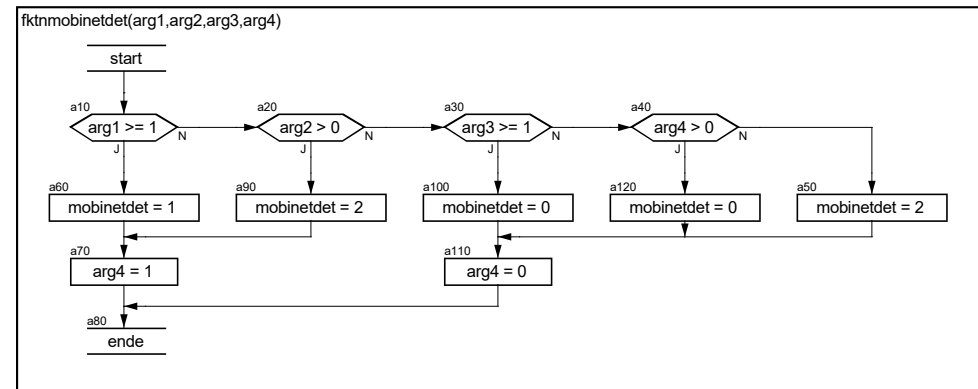 fktnmobinetdet(arg1,arg2,arg3,arg4)
start
a10
arg1 >= 1
N
J
a20
arg2 > 0
N
J
a30
arg3 >= 1
N
J
a40
arg4 > 0
N
J
a60
mobinetdet = 1
a90
mobinetdet = 2
a100
mobinetdet = 0
a120
mobinetdet = 0
a50
mobinetdet = 2
a70
arg4 = 1
a110
arg4 = 0
a80
ende